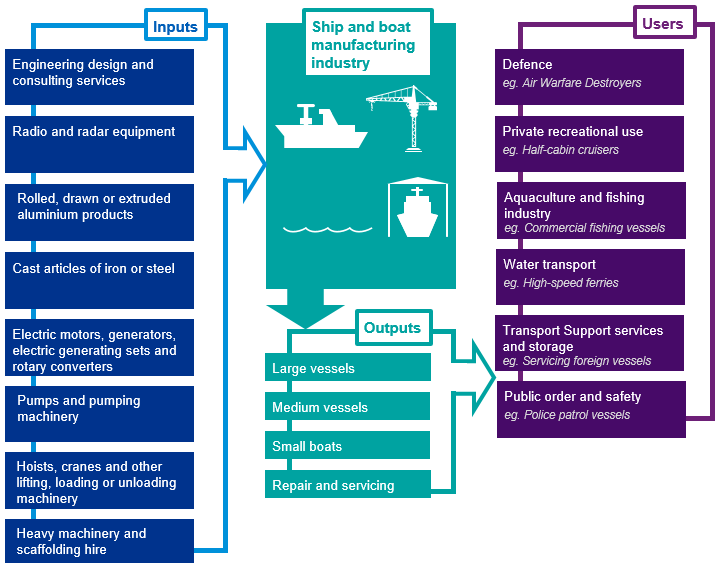 Inputs
Engineering design and
consulting services
Radio and radar equipment
Rolled, drawn or extruded
aluminium products
Cast articles of iron or steel
Electric motors, generators,
electric generating sets and
rotary converters
Pumps and pumping
machinery
Hoists, cranes and other
lifting, loading or unloading
machinery
Heavy machinery and
scaffolding hire
Ship and boat
manufacturing
industry
Outputs
Large vessels
Medium vessels
Small boats
Repair and servicing
Users
Defence
eg. Air Warfare Destroyers
Private recreational use
eg. Half-cabin cruisers
Aquaculture and fishing
industry
eg. Commercial fishing vessels
Water transport
eg. High-speed ferries
Transport Support services
and storage
eg. Servicing foreign vessels
Public order and safety
eg. Police patrol vessels